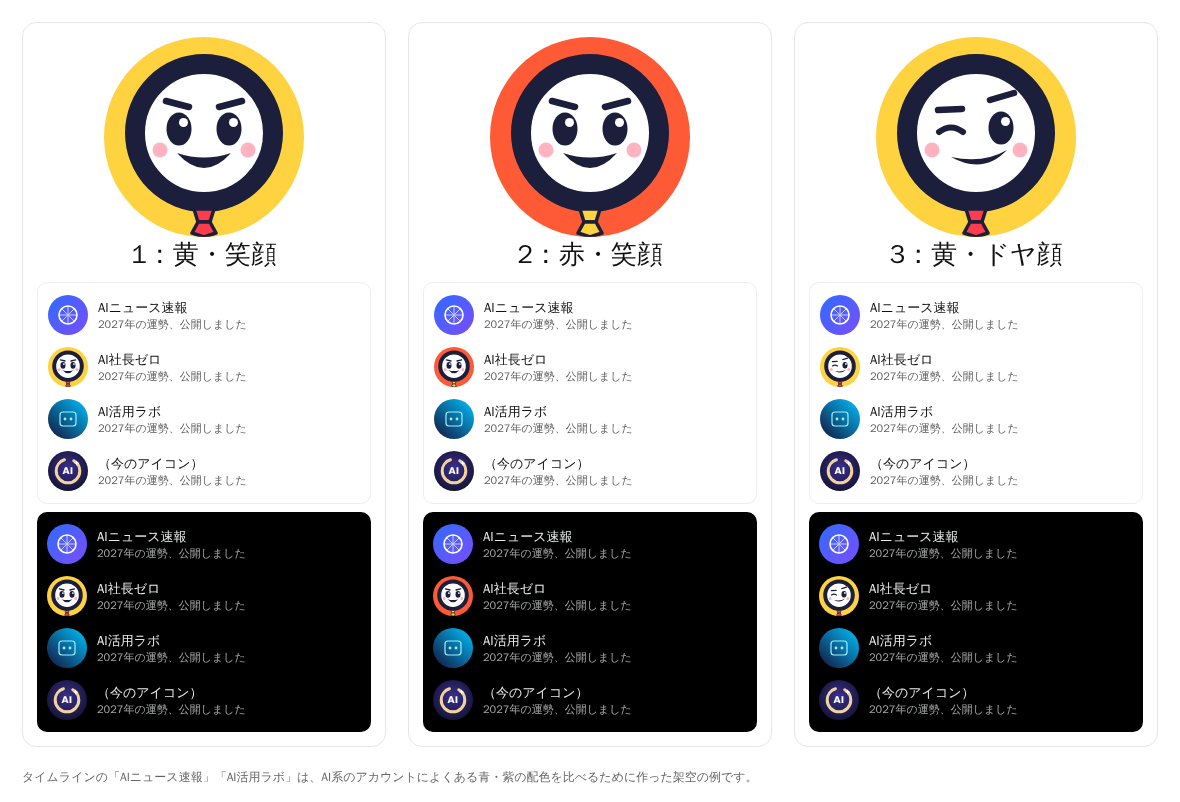 1：黄・笑顔
AIニュース速報
2027年の運勢、公開しました
AI社長ゼロ
2027年の運勢、公開しました
AI活用ラボ
2027年の運勢、公開しました
AI
（今のアイコン）
2027年の運勢、公開しました
AIニュース速報
2027年の運勢、公開しました
AI社長ゼロ
2027年の運勢、公開しました
AI活用ラボ
2027年の運勢、公開しました
AI
（今のアイコン）
2027年の運勢、公開しました
2：赤・笑顔
AIニュース速報
2027年の運勢、公開しました
AI社長ゼロ
2027年の運勢、公開しました
AI活用ラボ
2027年の運勢、公開しました
AI
（今のアイコン）
2027年の運勢、公開しました
AIニュース速報
2027年の運勢、公開しました
AI社長ゼロ
2027年の運勢、公開しました
AI活用ラボ
2027年の運勢、公開しました
AI
（今のアイコン）
2027年の運勢、公開しました
3：黄・ドヤ顔
AIニュース速報
2027年の運勢、公開しました
AI社長ゼロ
2027年の運勢、公開しました
AI活用ラボ
2027年の運勢、公開しました
AI
（今のアイコン）
2027年の運勢、公開しました
AIニュース速報
2027年の運勢、公開しました
AI社長ゼロ
2027年の運勢、公開しました
AI活用ラボ
2027年の運勢、公開しました
AI
（今のアイコン）
2027年の運勢、公開しました
タイムラインの「AIニュース速報」「AI活用ラボ」は、AI系のアカウントによくある青・紫の配色を比べるために作った架空の例です。